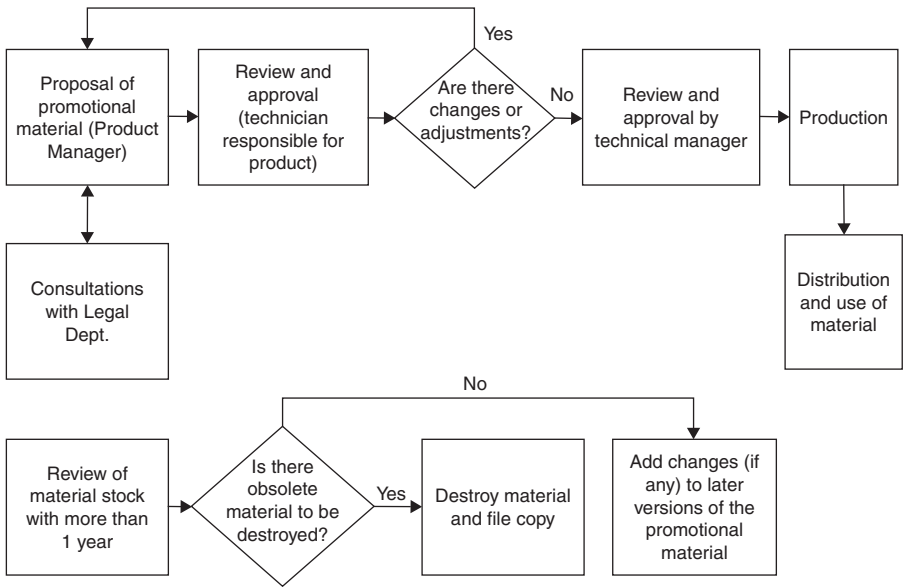 Yes
Proposal of
promotional
material (Product
Manager)
Review and
approval
(technician
responsible for
product)
Are there
changes or
adjustments?
No
Review and
approval by
technical manager
Production
Consultations
with Legal
Dept.
Distribution
and use of
material
No
Review of
material stock
with more than
1 year
Is there
obsolete
material to be
destroyed?
Yes
Destroy material
and file copy
Add changes (if
any) to later
versions of the
promotional
material